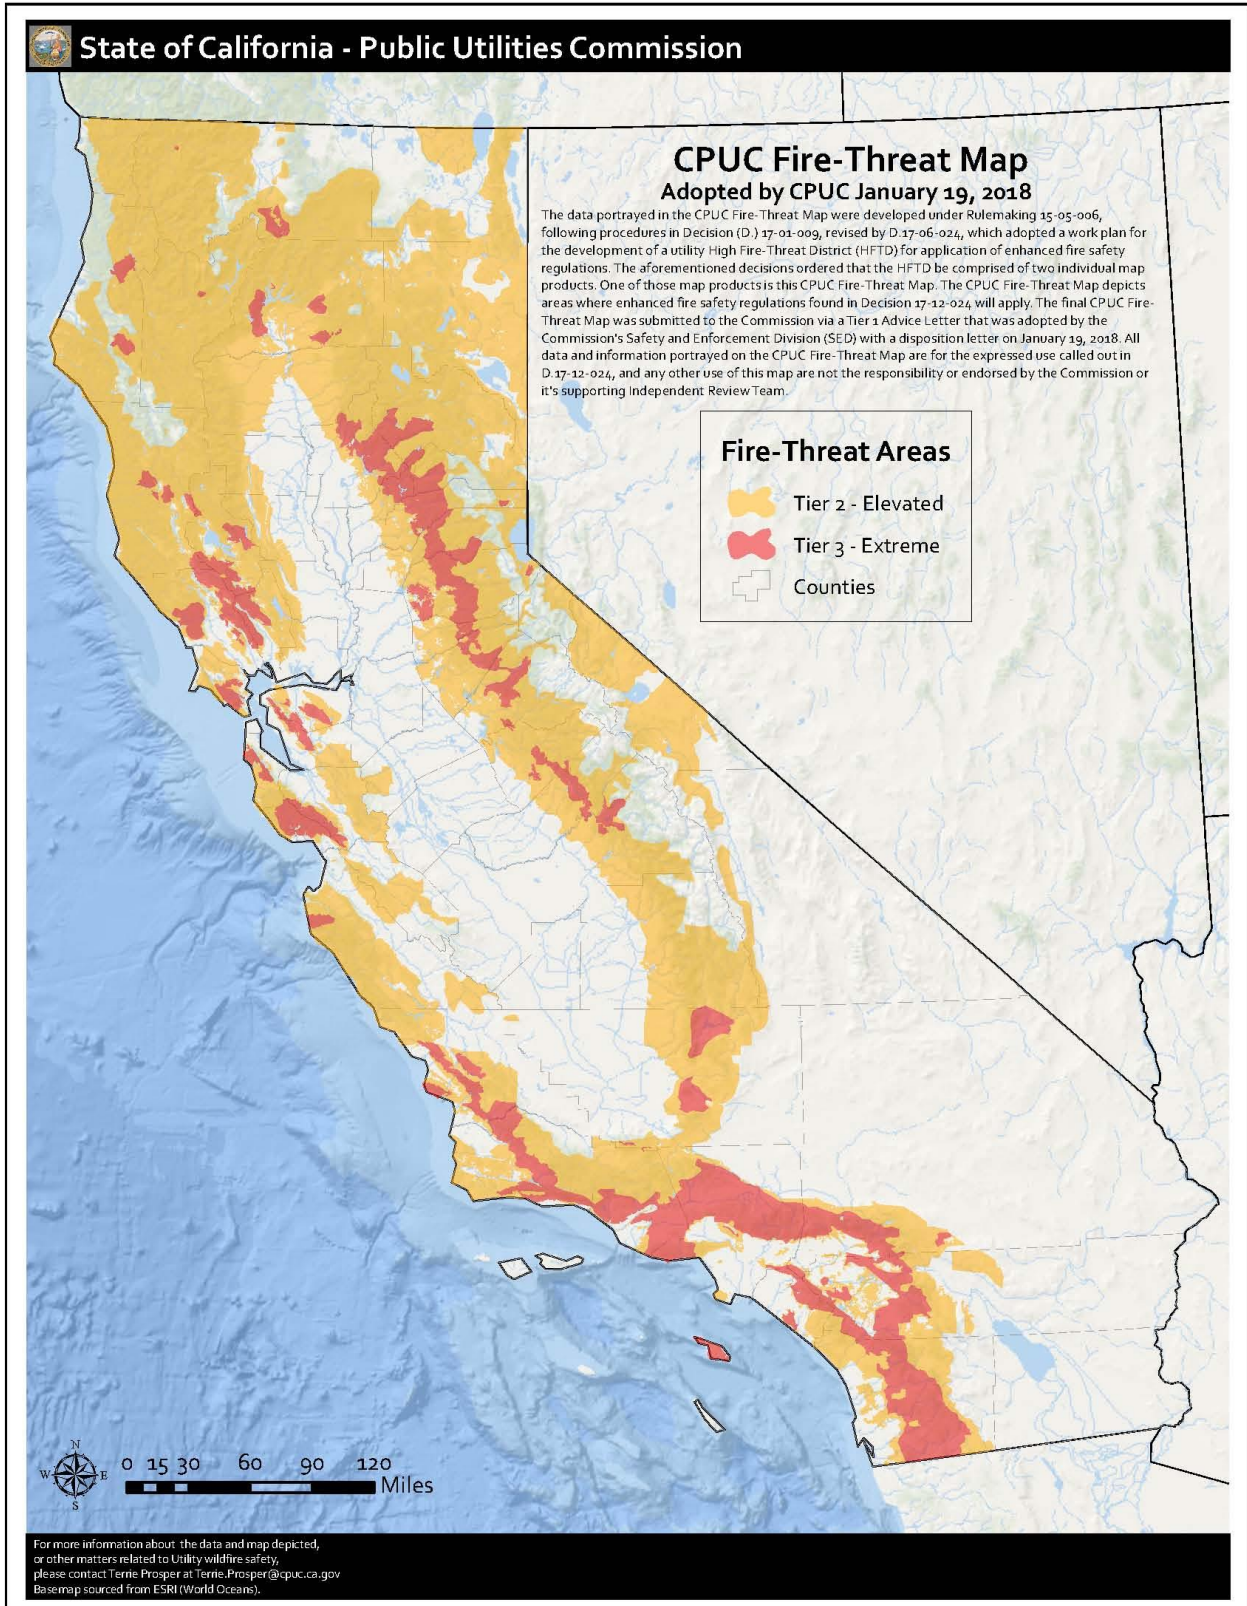 State of California - Public Utilities Commission
CPUC Fire-Threat Map
Adopted by CPUC January 19, 2018
The data portrayed in the CPUC Fire-Threat Map were developed under Rulemaking 15-05-006,
following procedures in Decision (D.) 17-01-009, revised by D.17-06-024, which adopted a work plan for
the development of a utility High Fire-Threat District (HFTD) for application of enhanced fire safety
regulations. The aforementioned decisions ordered that the HFTD be comprised of two individual map
products. One of those map products is this CPUC Fire-Threat Map. The CPUC Fire-Threat Map depicts
areas where enhanced fire safety regulations found in Decision 17-12-024 will apply. The final CPUC Fire-
Threat Map was submitted to the Commission via a Tier 1 Advice Letter that was adopted by the
Commission's Safety and Enforcement Division (SED) with a disposition letter on January 19, 2018. All
data and information portrayed on the CPUC Fire-Threat Map are for the expressed use called out in
D.17-12-024, and any other use of this map are not the responsibility or endorsed by the Commission or
it's supporting Independent Review Team.
Fire-Threat Areas
Tier 2 - Elevated
Tier 3 - Extreme
Counties
N
W E
S
0 15 30 60 90 120
Miles
For more information about the data and map depicted,
or other matters related to Utility wildfire safety,
please contact Terrie Prosper at Terrie.Prosper@cpuc.ca.gov
Basemap sourced from ESRI (World Oceans).